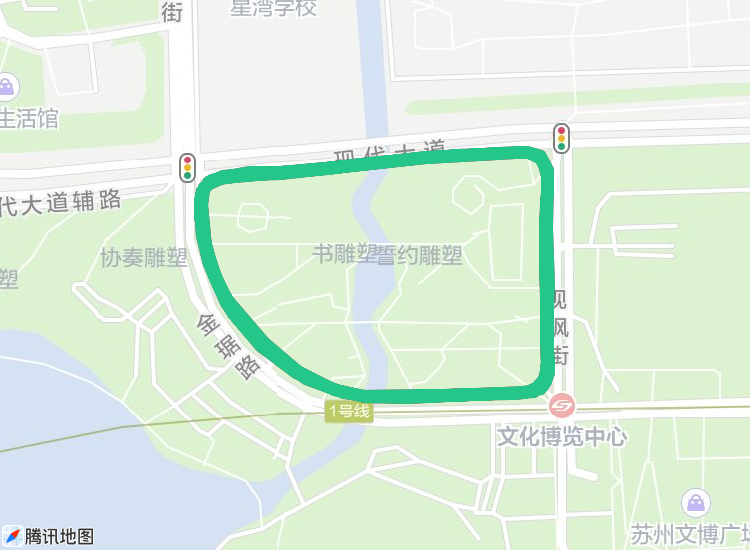 街
星湾学校
生活馆
现代大道
代大道辅路
协奏雕塑
书雕塑
誓约雕塑
塑
金琚路
观枫街
1号线
文化博览中心
苏州文博广场
腾讯地图